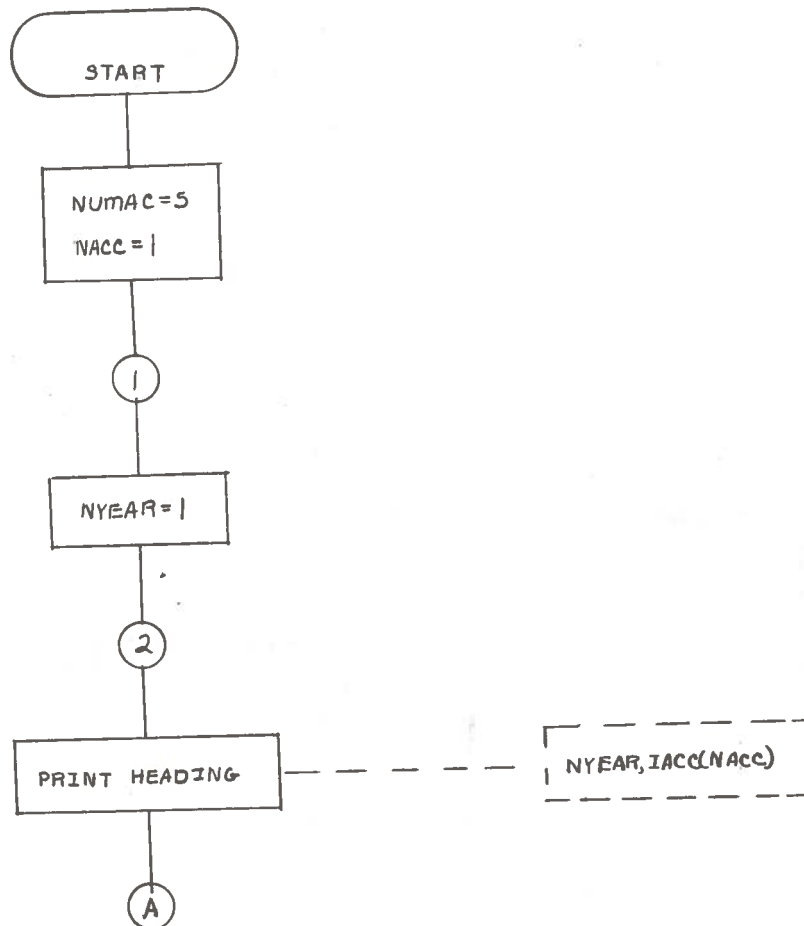 START
NUMAC=5
NACC=1
1
NYEAR=1
2
PRINT HEADING
NYEAR, IACC(NACC)
A